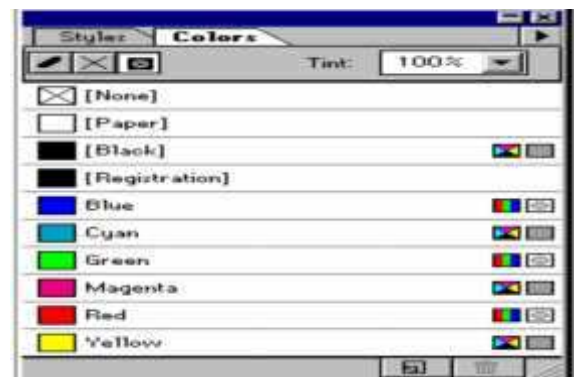 Styles Colors
Tint: 100%
[None]
[Paper]
[Black]
[Registration]
Blue
Cyan
Green
Magenta
Red
Yellow